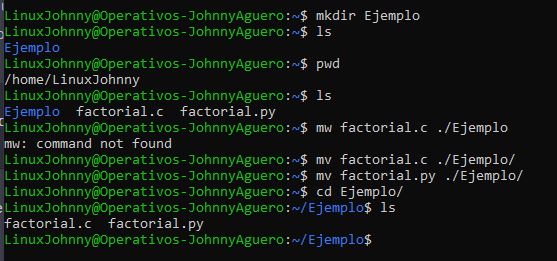 LinuxJohnny@Operativos-JohnnyAguero:~$ mkdir Ejemplo
LinuxJohnny@Operativos-JohnnyAguero:~$ ls
Ejemplo
LinuxJohnny@Operativos-JohnnyAguero:~$ pwd
/home/LinuxJohnny
LinuxJohnny@Operativos-JohnnyAguero:~$ ls
Ejemplo  factorial.c  factorial.py
LinuxJohnny@Operativos-JohnnyAguero:~$ mw factorial.c ./Ejemplo
mw: command not found
LinuxJohnny@Operativos-JohnnyAguero:~$ mv factorial.c ./Ejemplo/
LinuxJohnny@Operativos-JohnnyAguero:~$ mv factorial.py ./Ejemplo/
LinuxJohnny@Operativos-JohnnyAguero:~$ cd Ejemplo/
LinuxJohnny@Operativos-JohnnyAguero:~/Ejemplo$ ls
factorial.c  factorial.py
LinuxJohnny@Operativos-JohnnyAguero:~/Ejemplo$